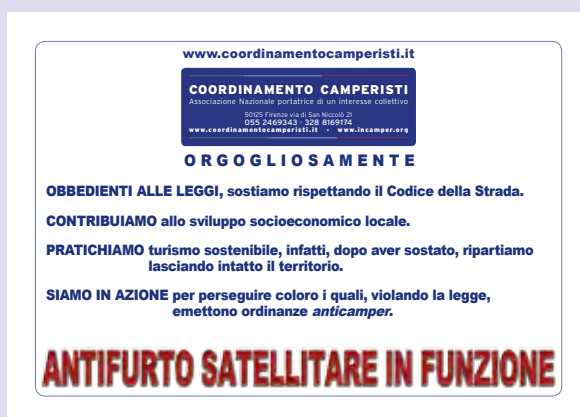 www.coordinamentocamperisti.it
COORDINAMENTO CAMPERISTI
Associazione Nazionale portatrice di un interesse collettivo
50125 Firenze via di San Niccolò 21
055 2469343 - 328 8169174
www.coordinamentocamperisti.it - www.incamper.org
ORGOGLIOSAMENTE
OBBEDIENTI ALLE LEGGI, sostiamo rispettando il Codice della Strada.
CONTRIBUIAMO allo sviluppo socioeconomico locale.
PRATICHIAMO turismo sostenibile, infatti, dopo aver sostato, ripartiamo
lasciando intatto il territorio.
SIAMO IN AZIONE per perseguire coloro i quali, violando la legge,
emettono ordinanze anticamper.
ANTIFURTO SATELLITARE IN FUNZIONE